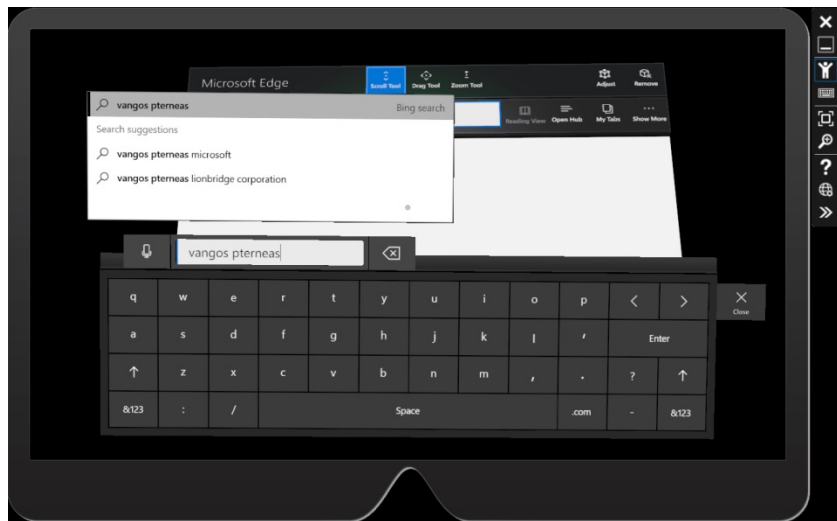 Microsoft Edge
Scroll Tool Drag Tool Zoom Tool Adjust Remove
vangos pterneas Bing search
Reading View Open Hub My Tabs Show More
Search suggestions
vangos pterneas microsoft
vangos pterneas lionbridge corporation
vangos pterneas
q w e r t y u i o p < >
Close
a s d f g h j k l ' Enter
z x c v b n m , . ?
&123 : / Space .com - &123